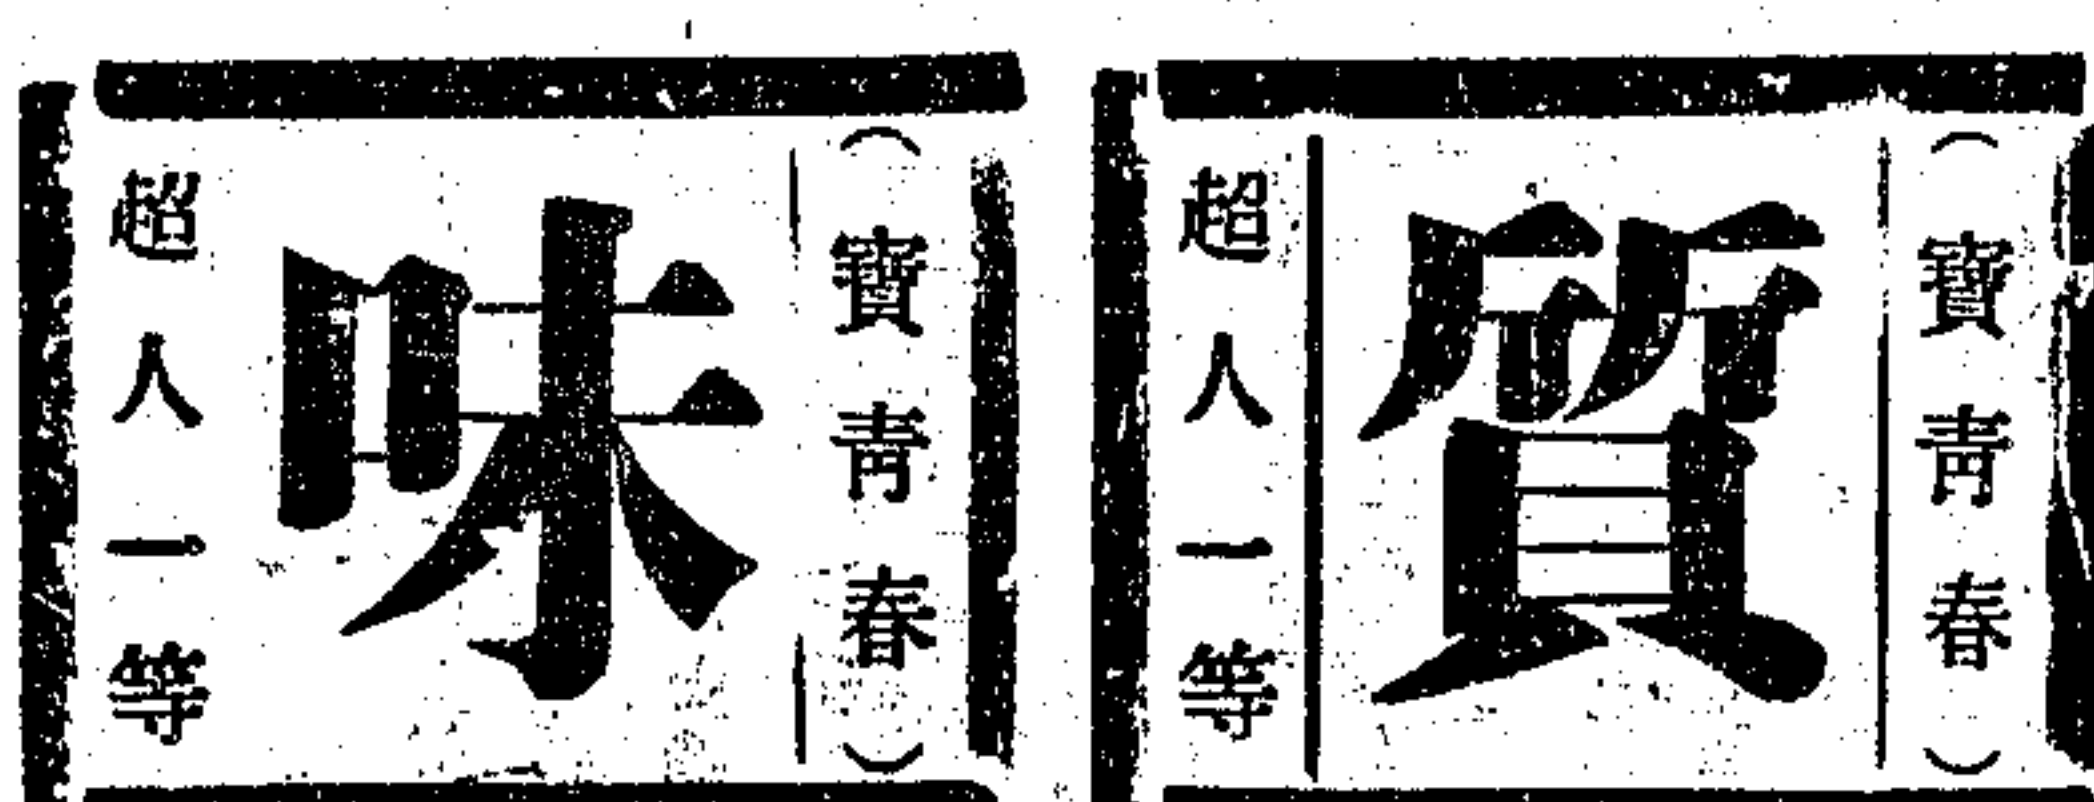 （寶青春）
質
超人一等
（寶青春）
味
超人一等